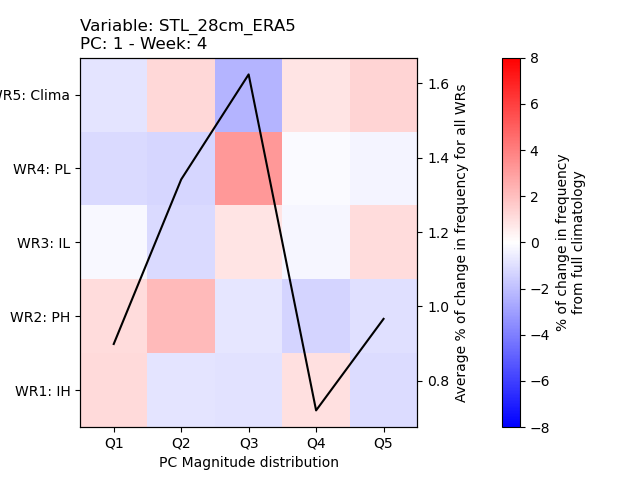 Variable: STL_28cm_ERA5
PC: 1 - Week: 4
WR5: Clima
WR4: PL
WR3: IL
WR2: PH
WR1: IH
Q1 Q2 Q3 Q4 Q5
PC Magnitude distribution
1.6
1.4
1.2
1.0
0.8
Average % of change in frequency for all WRs
8
6
4
2
0
−2
−4
−6
−8
% of change in frequency
from full climatology